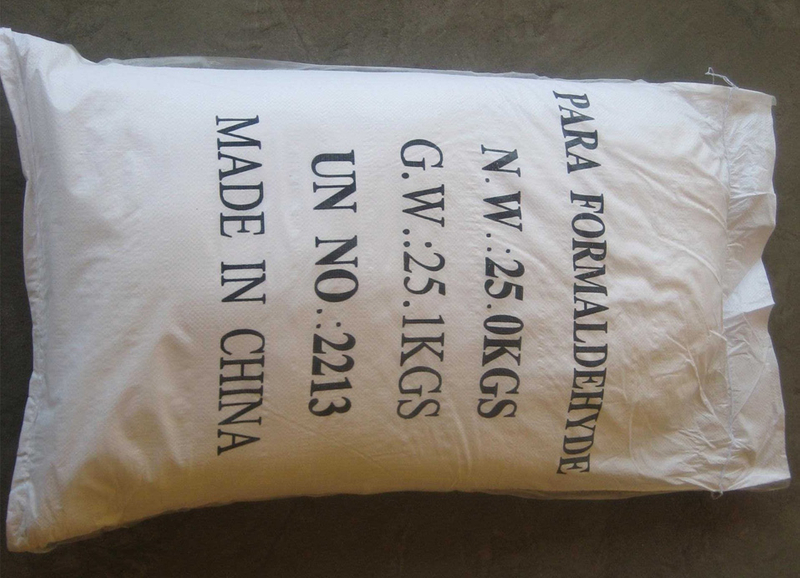 PARA FORMALDEHYDE
N.W.:25.0KGS
G.W.:25.1KGS
UN NO.:2213
MADE IN CHINA